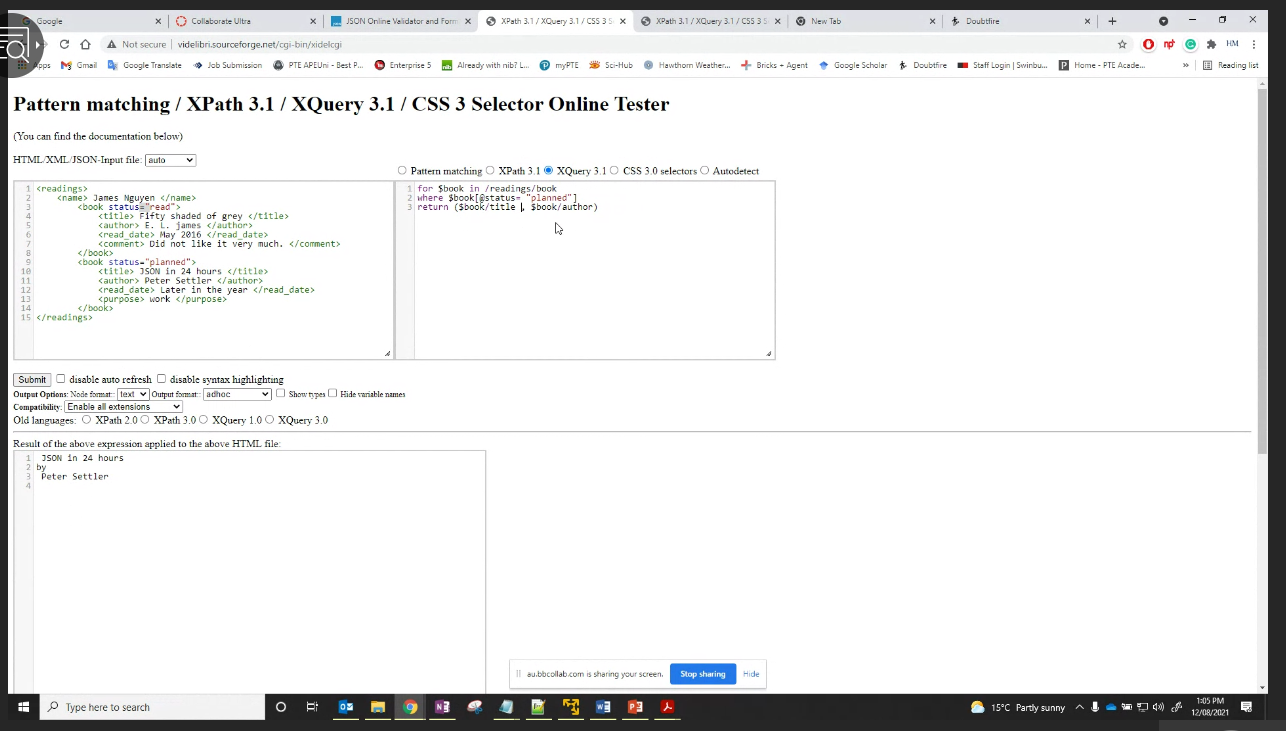 Google
Collaborate Ultra
JSON Online Validator and Form
XPath 3.1 / XQuery 3.1 / CSS 3 S
XPath 3.1 / XQuery 3.1 / CSS 3 S
New Tab
Doubtfire
Not secure | videlibri.sourceforge.net/cgi-bin/xidelcgi
HM
Apps
Gmail
Google Translate
Job Submission
PTE APEUni - Best P...
Enterprise 5
Already with nib? L...
myPTE
Sci-Hub
Hawthorn Weather...
Bricks + Agent
Google Scholar
Doubtfire
Staff Login | Swinbu...
Home - PTE Acade...
»
Reading list
Pattern matching / XPath 3.1 / XQuery 3.1 / CSS 3 Selector Online Tester
(You can find the documentation below)
HTML/XML/JSON-Input file: auto
Pattern matching XPath 3.1 XQuery 3.1 CSS 3.0 selectors Autodetect
1 <readings>
2 <name> James Nguyen </name>
3 <book status="read">
4 <title> Fifty shaded of grey </title>
5 <author> E. L. james </author>
6 <read_date> May 2016 </read_date>
7 <comment> Did not like it very much. </comment>
8 </book>
9 <book status="planned">
10 <title> JSON in 24 hours </title>
11 <author> Peter Settler </author>
12 <read_date> Later in the year </read_date>
13 <purpose> work </purpose>
14 </book>
15 </readings>
1 for $book in /readings/book
2 where $book[@status= "planned"]
3 return ($book/title , $book/author)
Submit disable auto refresh disable syntax highlighting
Output Options: Node format:: text Output format:: adhoc Show types Hide variable names
Compatibility: Enable all extensions
Old languages: XPath 2.0 XPath 3.0 XQuery 1.0 XQuery 3.0
Result of the above expression applied to the above HTML file:
1 JSON in 24 hours
2 by
3 Peter Settler
4
au.bbcollab.com is sharing your screen. Stop sharing Hide
Type here to search
15°C Partly sunny
1:05 PM
12/08/2021